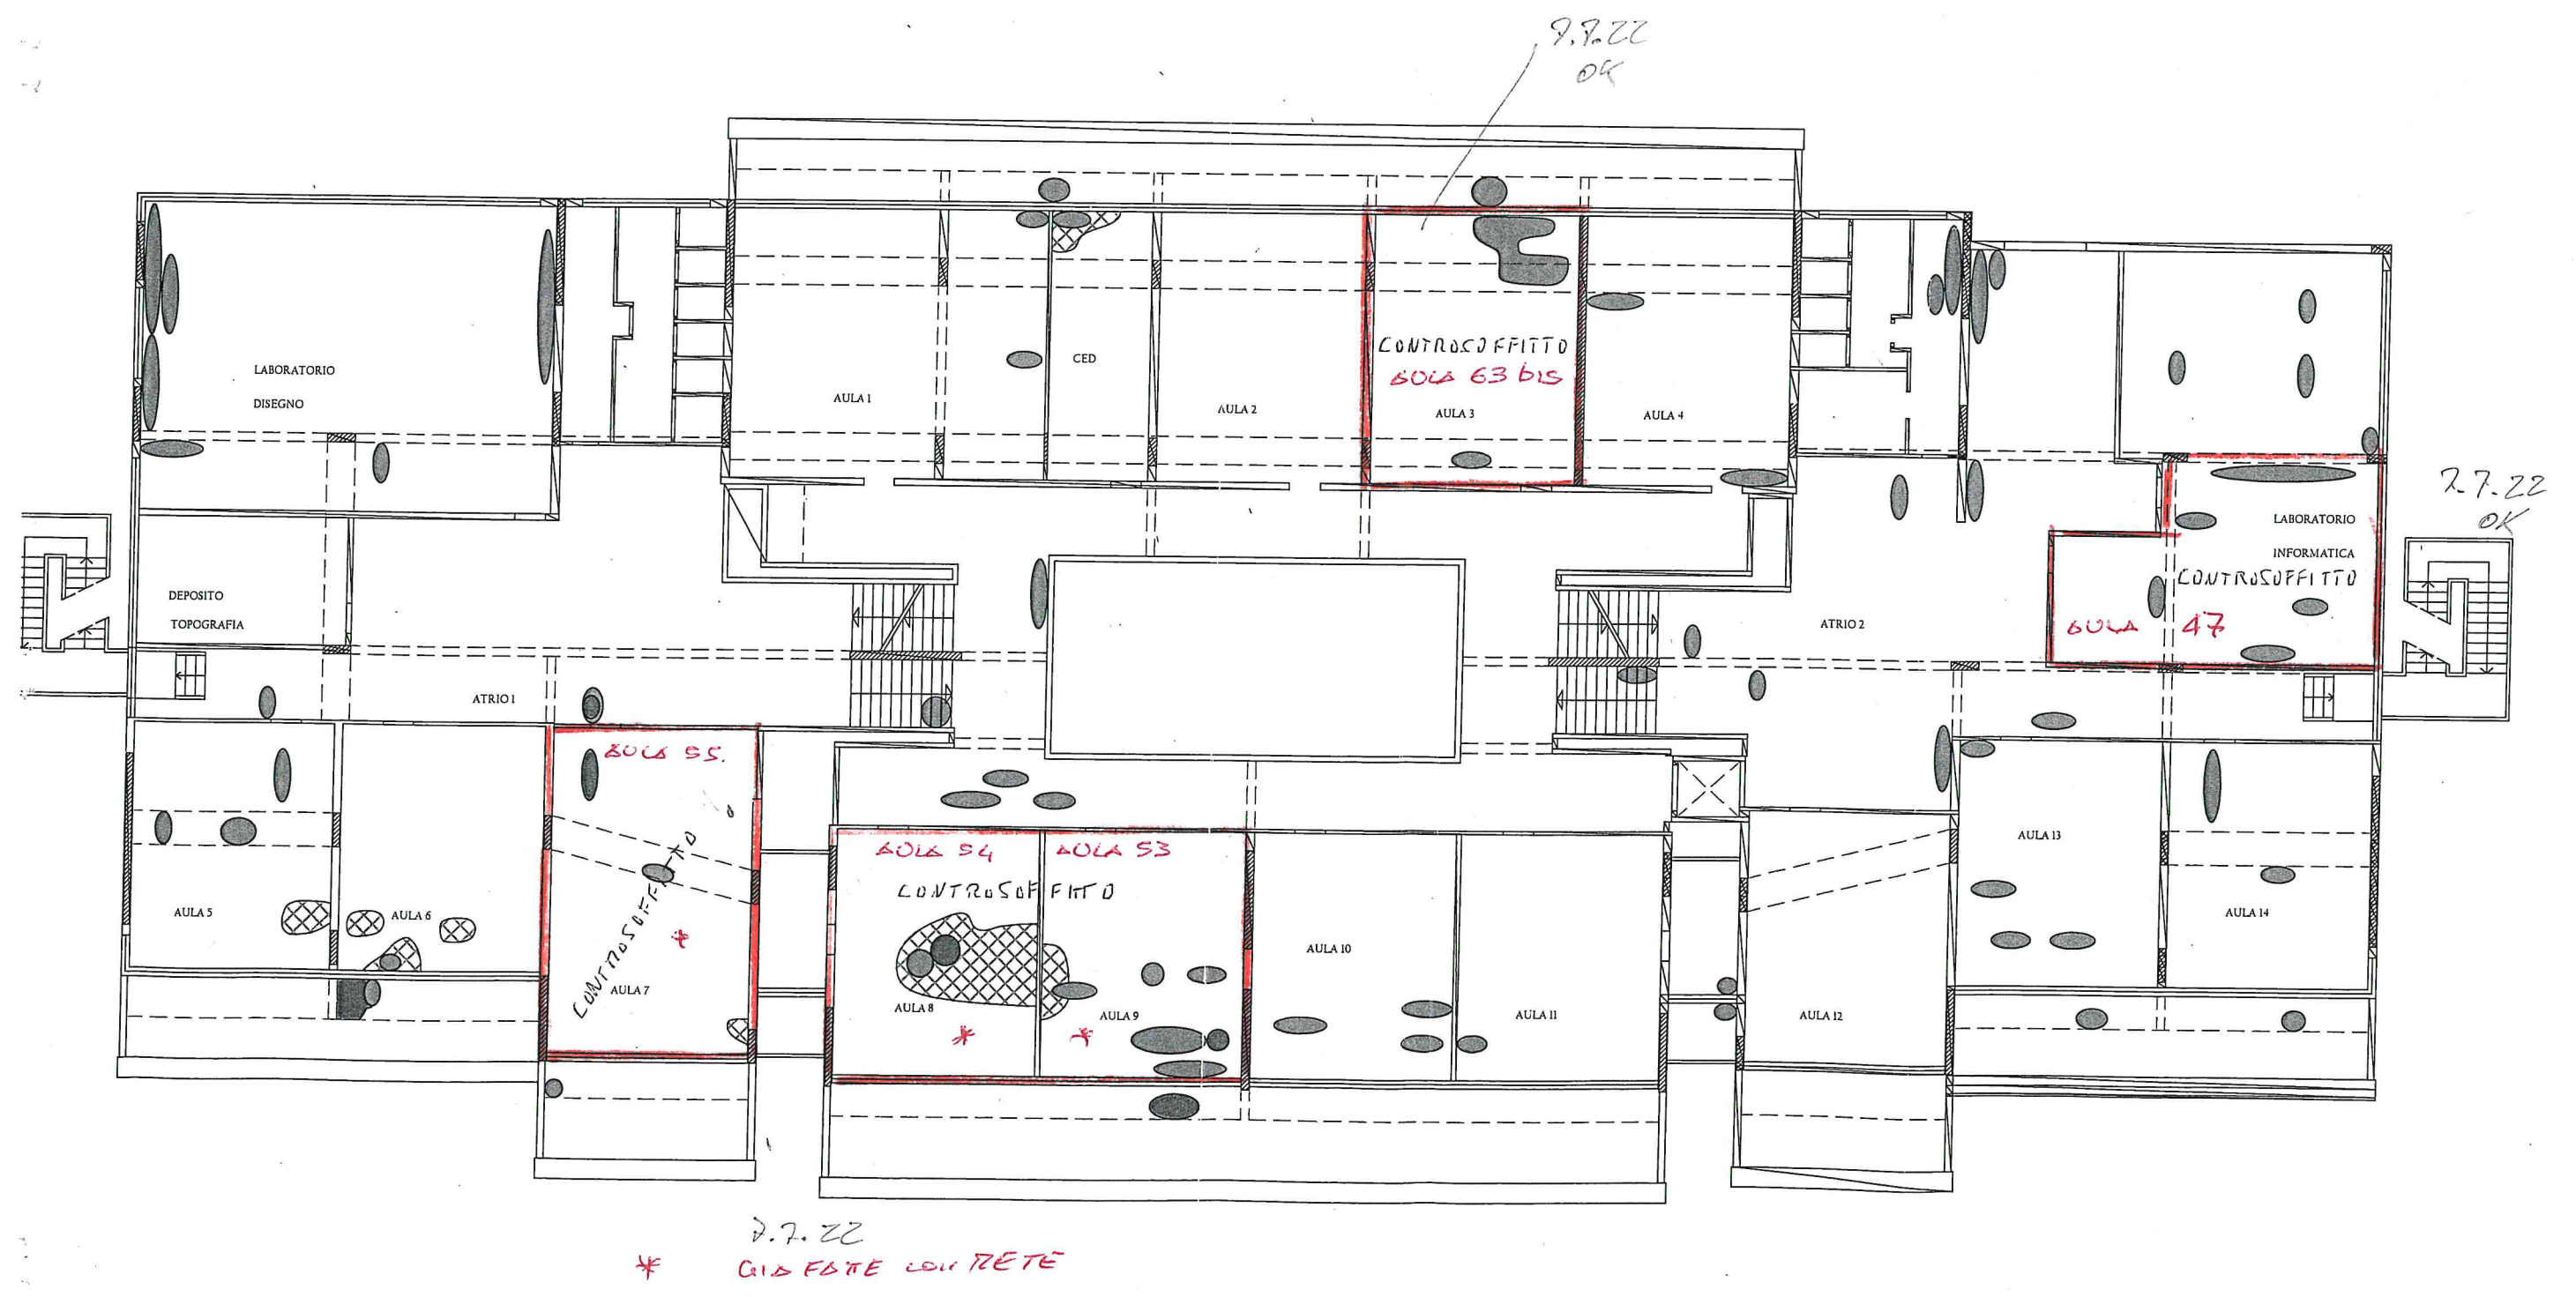 7.7.22
OK
LABORATORIO
DISEGNO
AULA 1
CED
AULA 2
CONTROSOFFITTO
AULA 63 bis
AULA 3
AULA 4
7.7.22
OK
LABORATORIO
INFORMATICA
CONTROSOFFITTO
AULA 47
DEPOSITO
TOPOGRAFIA
ATRIO 2
ATRIO 1
AULA 55.
CONTROSOFFITTO
*
AULA 7
AULA 5
AULA 6
AULA 54
AULA 53
CONTROSOFFITTO
AULA 8
*
AULA 9
*
AULA 10
AULA 11
AULA 12
AULA 13
AULA 14
7.7.22
* GIA FATTE CON RETE